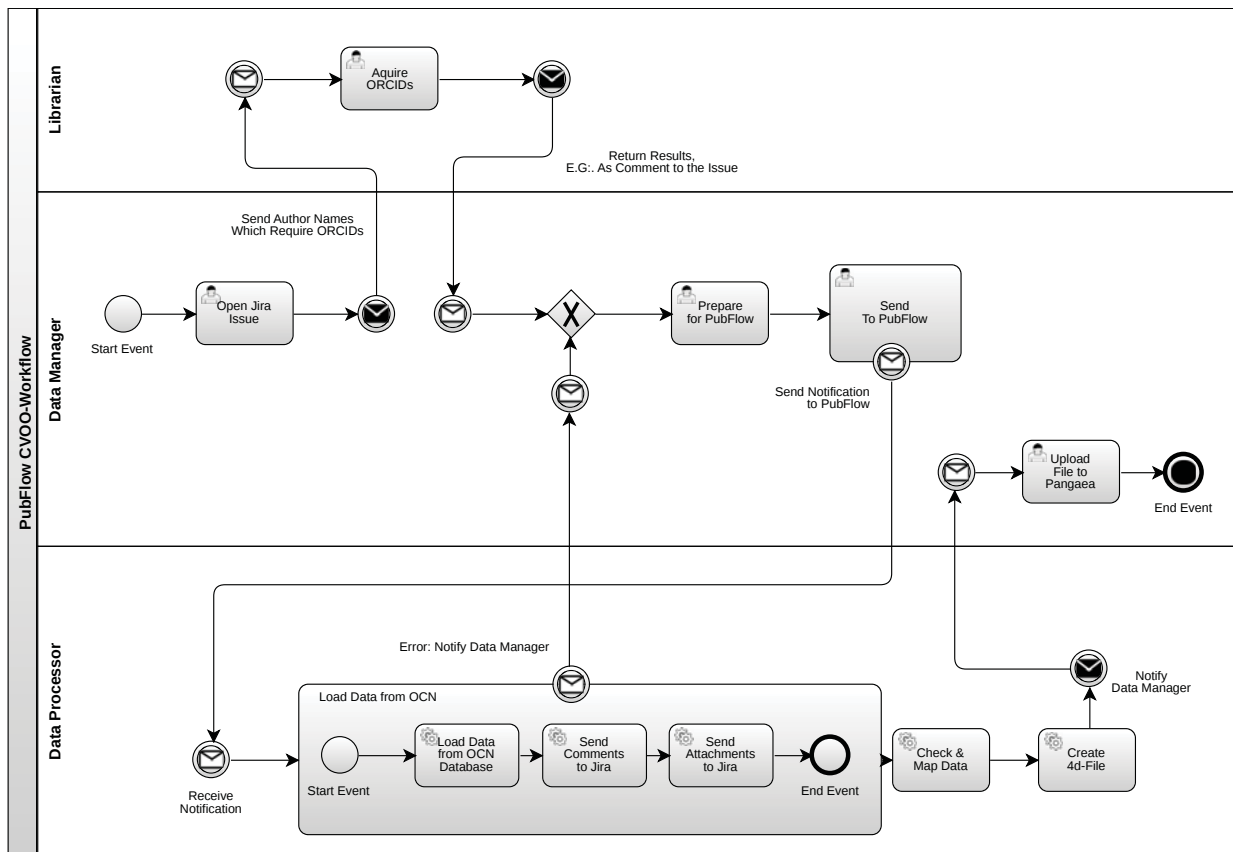 PubFlow CVOO-Workflow
Librarian
Aquire
ORCIDs
Return Results,
E.G:. As Comment to the Issue
Data Manager
Send Author Names
Which Require ORCIDs
Start Event
Open Jira
Issue
X
Prepare
for PubFlow
Send
To PubFlow
Send Notification
to PubFlow
Upload
File to
Pangaea
End Event
Data Processor
Receive
Notification
Error: Notify Data Manager
Load Data from OCN
Start Event
Load Data
from OCN
Database
Send
Comments
to Jira
Send
Attachments
to Jira
End Event
Check &
Map Data
Create
4d-File
Notify
Data Manager